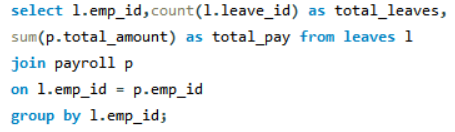 select l.emp_id,count(l.leave_id) as total_leaves,
sum(p.total_amount) as total_pay from leaves l
join payroll p
on l.emp_id = p.emp_id
group by l.emp_id;